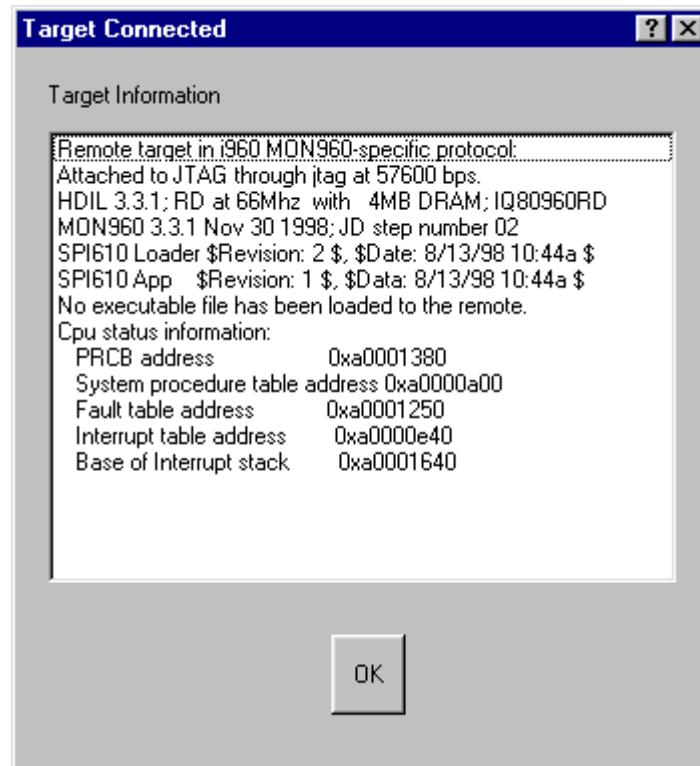 Target Connected
Target Information
Remote target in i960 MON960-specific protocol:
Attached to JTAG through jtag at 57600 bps.
HDIL 3.3.1; RD at 66Mhz with 4MB DRAM; IQ80960RD
MON960 3.3.1 Nov 30 1998; JD step number 02
SPI610 Loader $Revision: 2 $, $Date: 8/13/98 10:44a $
SPI610 App $Revision: 1 $, $Data: 8/13/98 10:44a $
No executable file has been loaded to the remote.
Cpu status information:
PRCB address 0xa0001380
System procedure table address 0xa0000a00
Fault table address 0xa0001250
Interrupt table address 0xa0000e40
Base of Interrupt stack 0xa0001640
OK